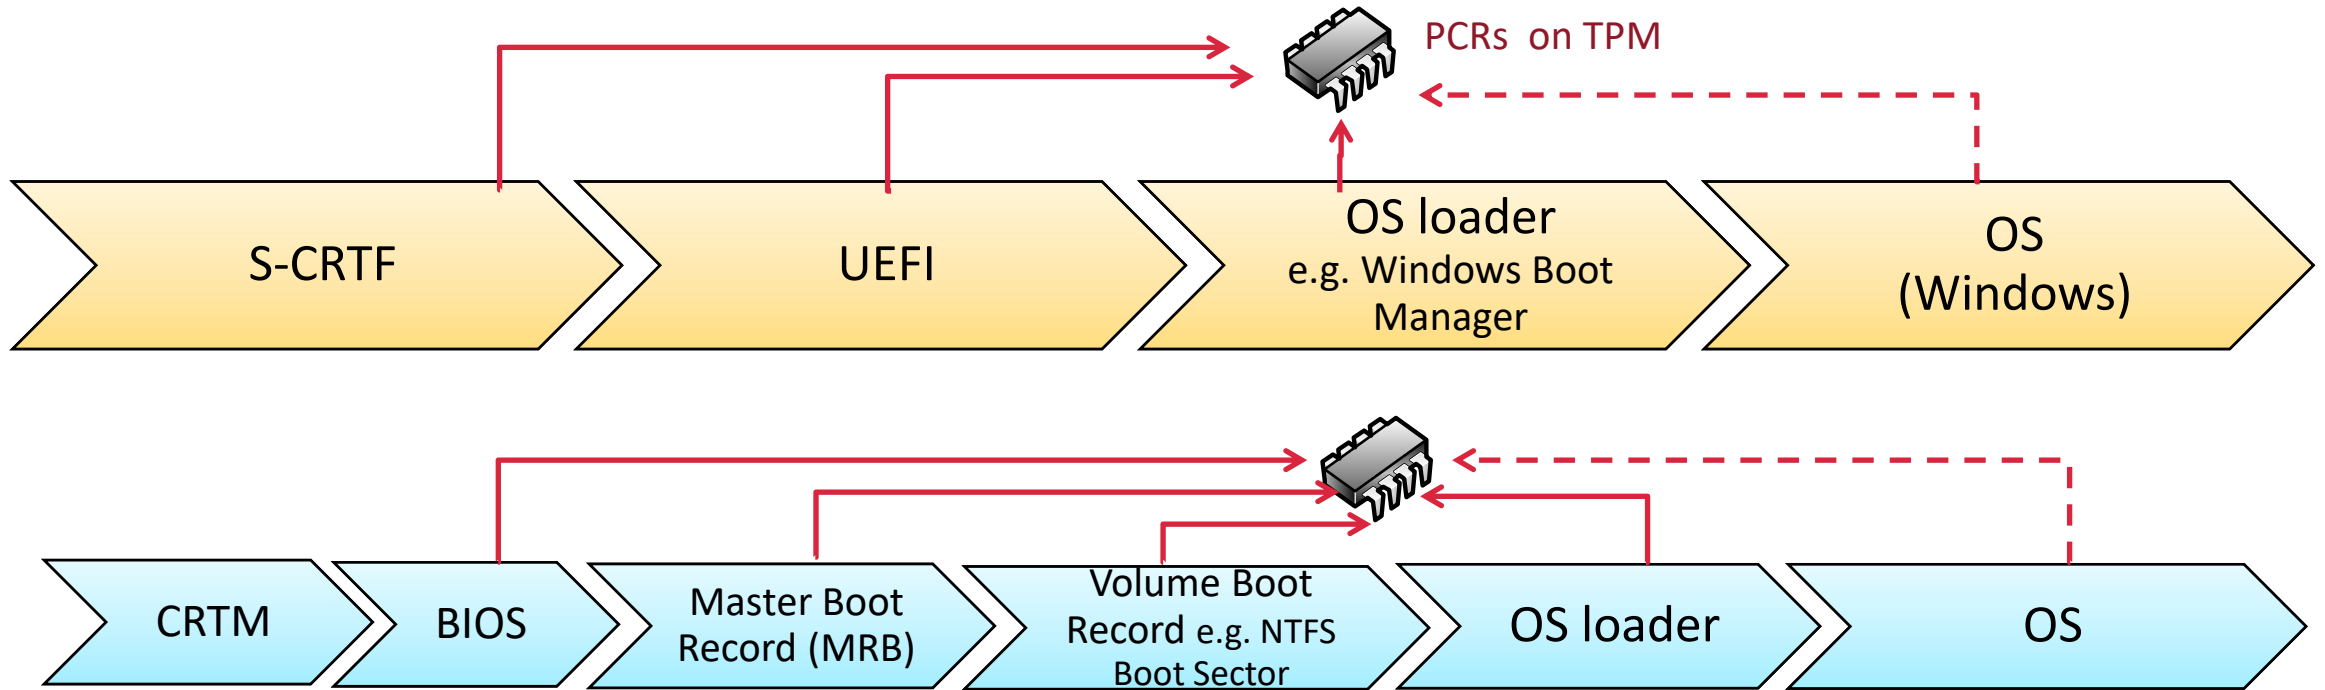 PCRs on TPM
S-CRTF
UEFI
OS loader
e.g. Windows Boot
Manager
OS
(Windows)
CRTM
BIOS
Master Boot
Record (MRB)
Volume Boot
Record e.g. NTFS
Boot Sector
OS loader
OS